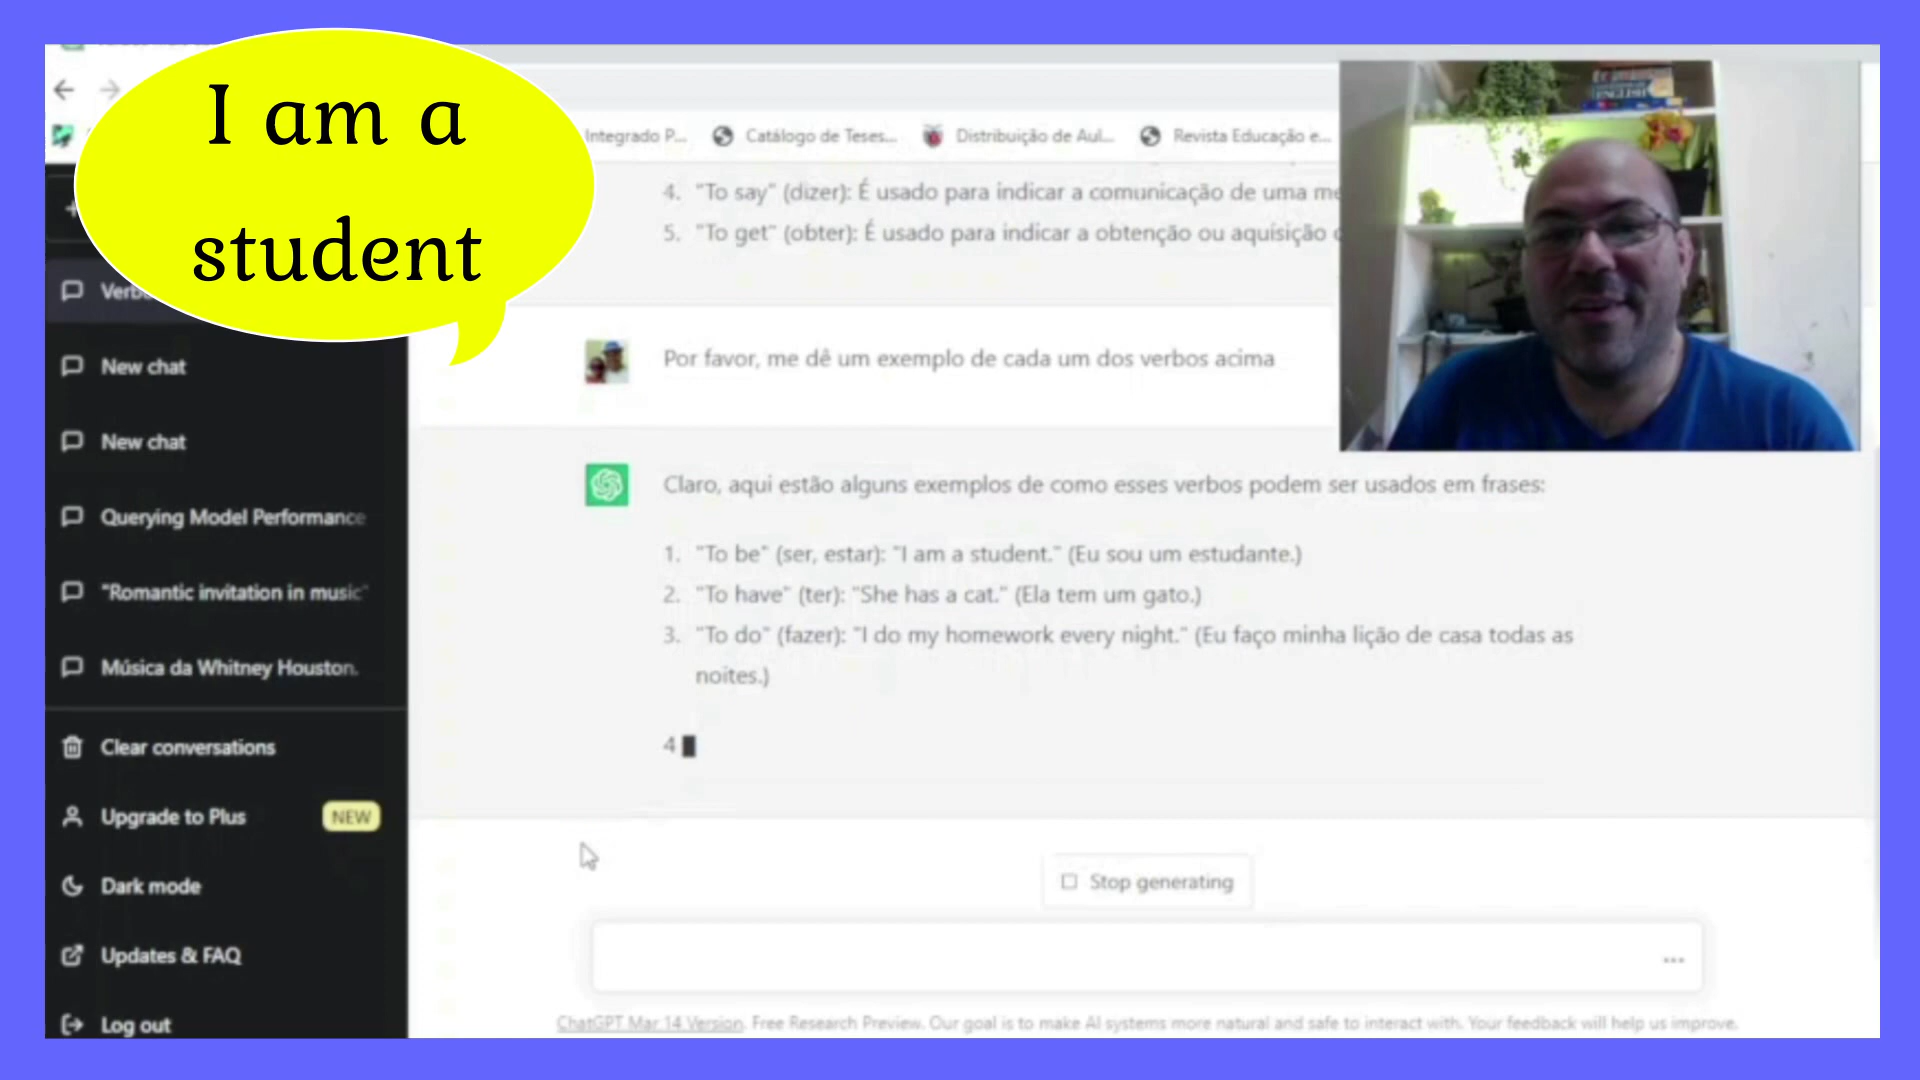 I am a
student
Integrado P...
Catálogo de Teses...
Distribuição de Aul...
Revista Educação e...
ENGLISH
4. "To say" (dizer): É usado para indicar a comunicação de uma me
5. "To get" (obter): É usado para indicar a obtenção ou aquisição
Verb
New chat
New chat
Querying Model Performance
"Romantic invitation in music"
Música da Whitney Houston.
Clear conversations
Upgrade to Plus NEW
Dark mode
Updates & FAQ
Log out
Por favor, me dê um exemplo de cada um dos verbos acima
Claro, aqui estão alguns exemplos de como esses verbos podem ser usados em frases:
1. "To be" (ser, estar): "I am a student." (Eu sou um estudante.)
2. "To have" (ter): "She has a cat." (Ela tem um gato.)
3. "To do" (fazer): "I do my homework every night." (Eu faço minha lição de casa todas as
noites.)
4
Stop generating
ChatGPT Mar 14 Version. Free Research Preview. Our goal is to make AI systems more natural and safe to interact with. Your feedback will help us improve.